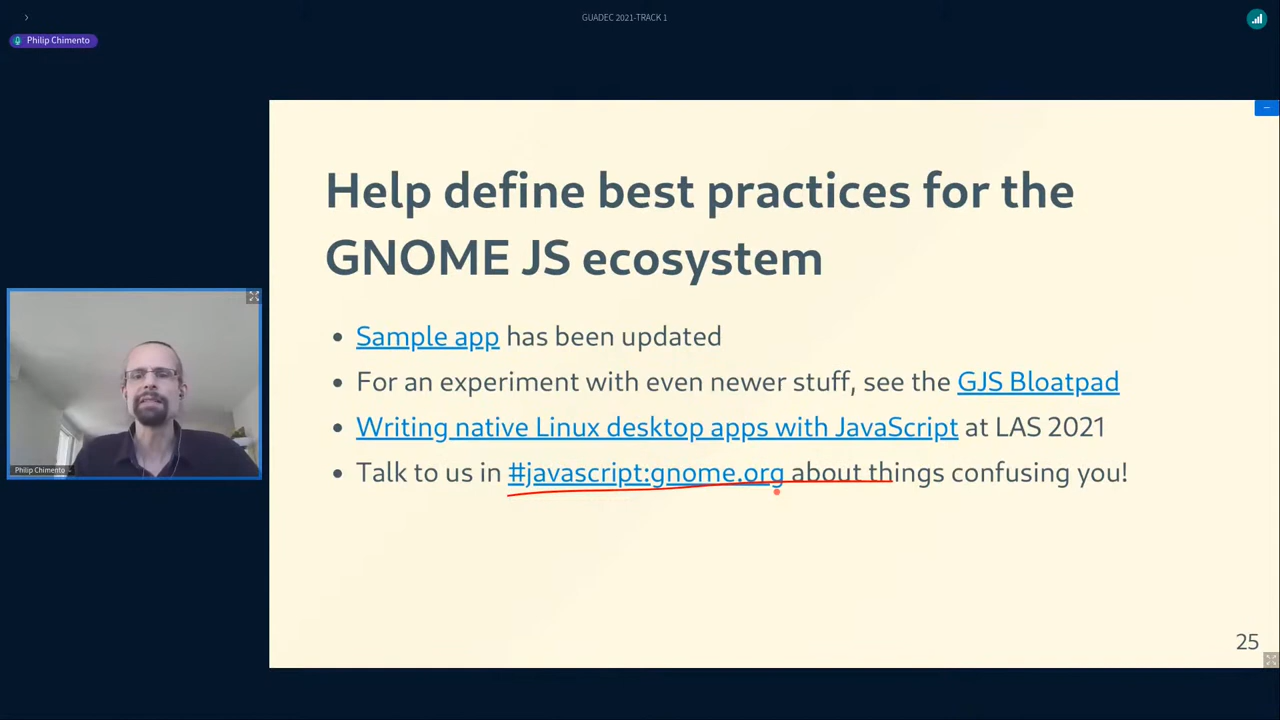 GUADEC 2021-TRACK 1
Philip Chimento
Help define best practices for the
GNOME JS ecosystem
• Sample app has been updated
• For an experiment with even newer stuff, see the GJS Bloatpad
• Writing native Linux desktop apps with JavaScript at LAS 2021
• Talk to us in #javascript:gnome.org about things confusing you!
Philip Chimento
25